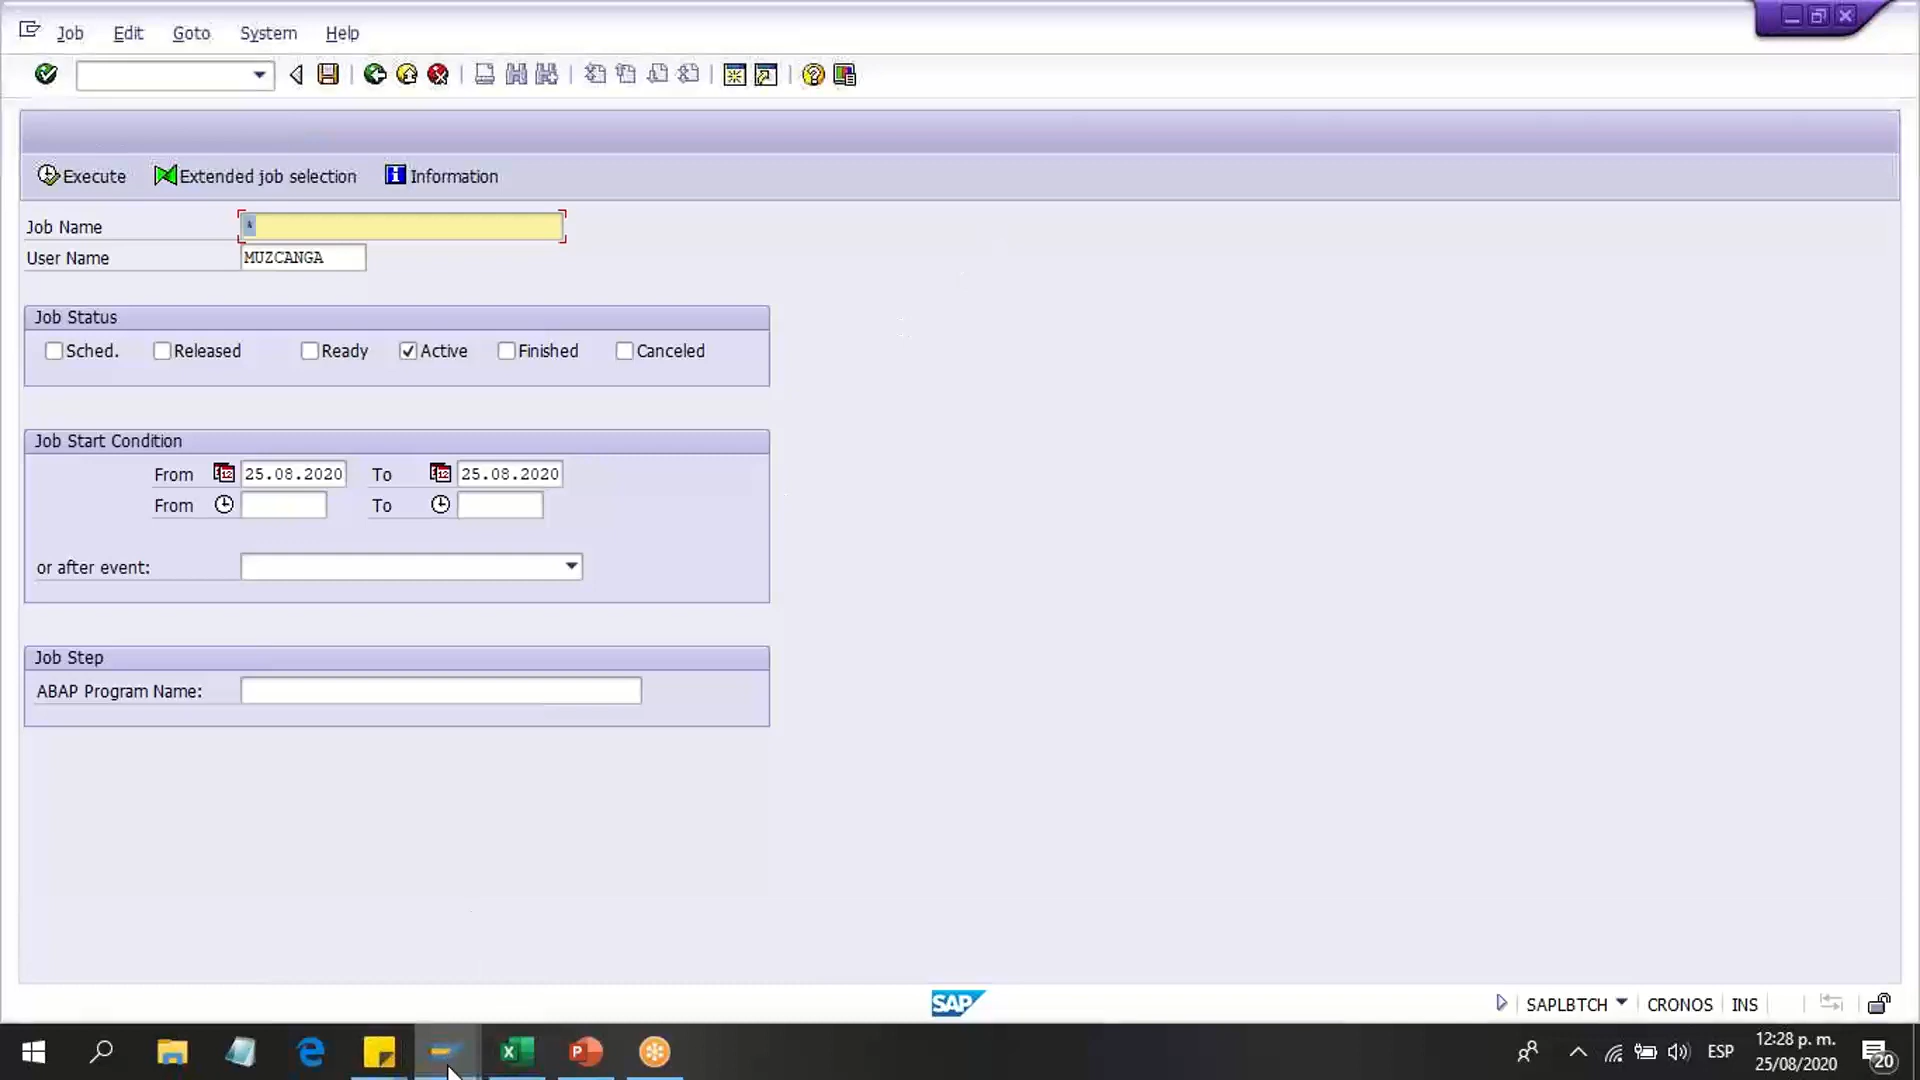 Job Edit Goto System Help
Execute Extended job selection Information
Job Name *
User Name MUZCANGA
Job Status
Sched. Released Ready Active Finished Canceled
Job Start Condition
From 25.08.2020 To 25.08.2020
From To
or after event:
Job Step
ABAP Program Name:
SAP SAPLBTCH CRONOS INS
ESP 12:28 p. m.
25/08/2020 20